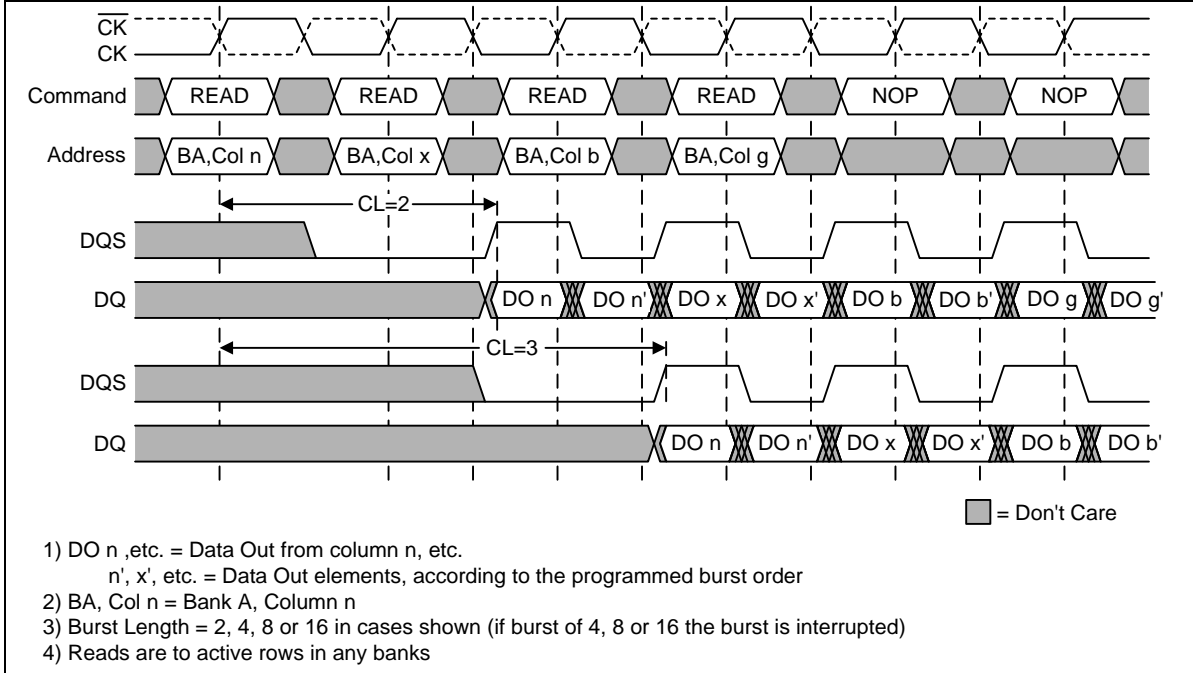 CK
CK
Command READ READ READ READ NOP NOP
Address BA,Col n BA,Col x BA,Col b BA,Col g
CL=2
DQS
DQ DO n DO n' DO x DO x' DO b DO b' DO g DO g'
CL=3
DQS
DQ DO n DO n' DO x DO x' DO b DO b'
= Don't Care
1) DO n ,etc. = Data Out from column n, etc.
n', x', etc. = Data Out elements, according to the programmed burst order
2) BA, Col n = Bank A, Column n
3) Burst Length = 2, 4, 8 or 16 in cases shown (if burst of 4, 8 or 16 the burst is interrupted)
4) Reads are to active rows in any banks